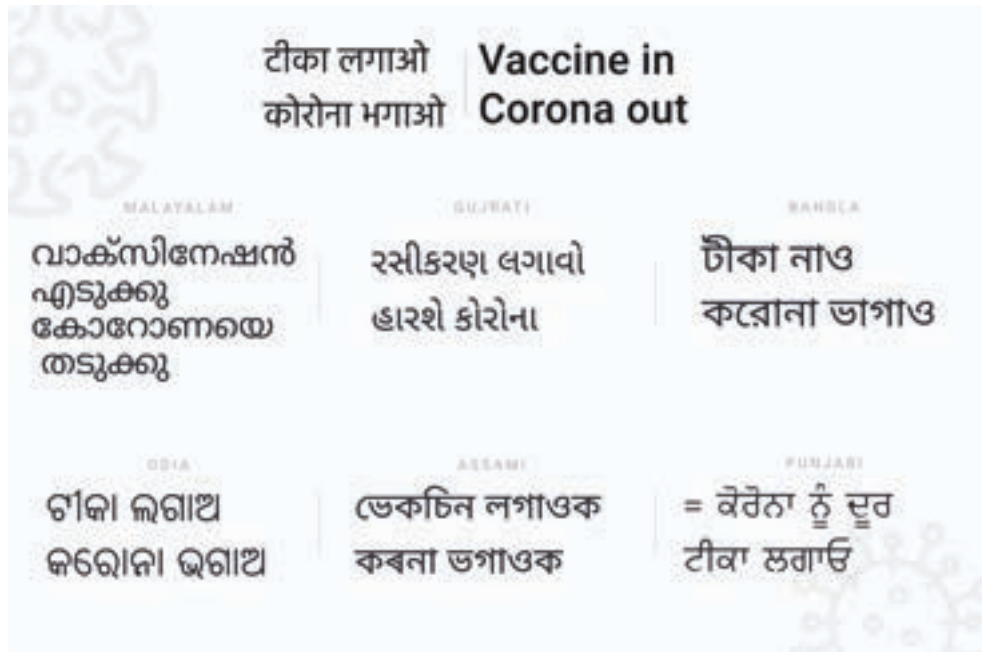 टीका लगाओ
कोरोना भगाओ
Vaccine in
Corona out
MALAYALAM
വാക്സിനേഷൻ
എടുക്കു
കോറോണയെ
തടുക്കു
GUJRATI
રસીકરણ લગાવો
હારશે કોરોના
BANGLA
টীকা নাও
করোনা ভাগাও
ODIA
ଟୀକା ଲଗାଅ
କରୋନା ଭଗାଅ
ASSAMI
ভেকচিন লগাওক
কৰনা ভগাওক
PUNJABI
= ਕੋਰੋਨਾ ਨੂੰ ਦੂਰ
ਟੀਕਾ ਲਗਾਓ